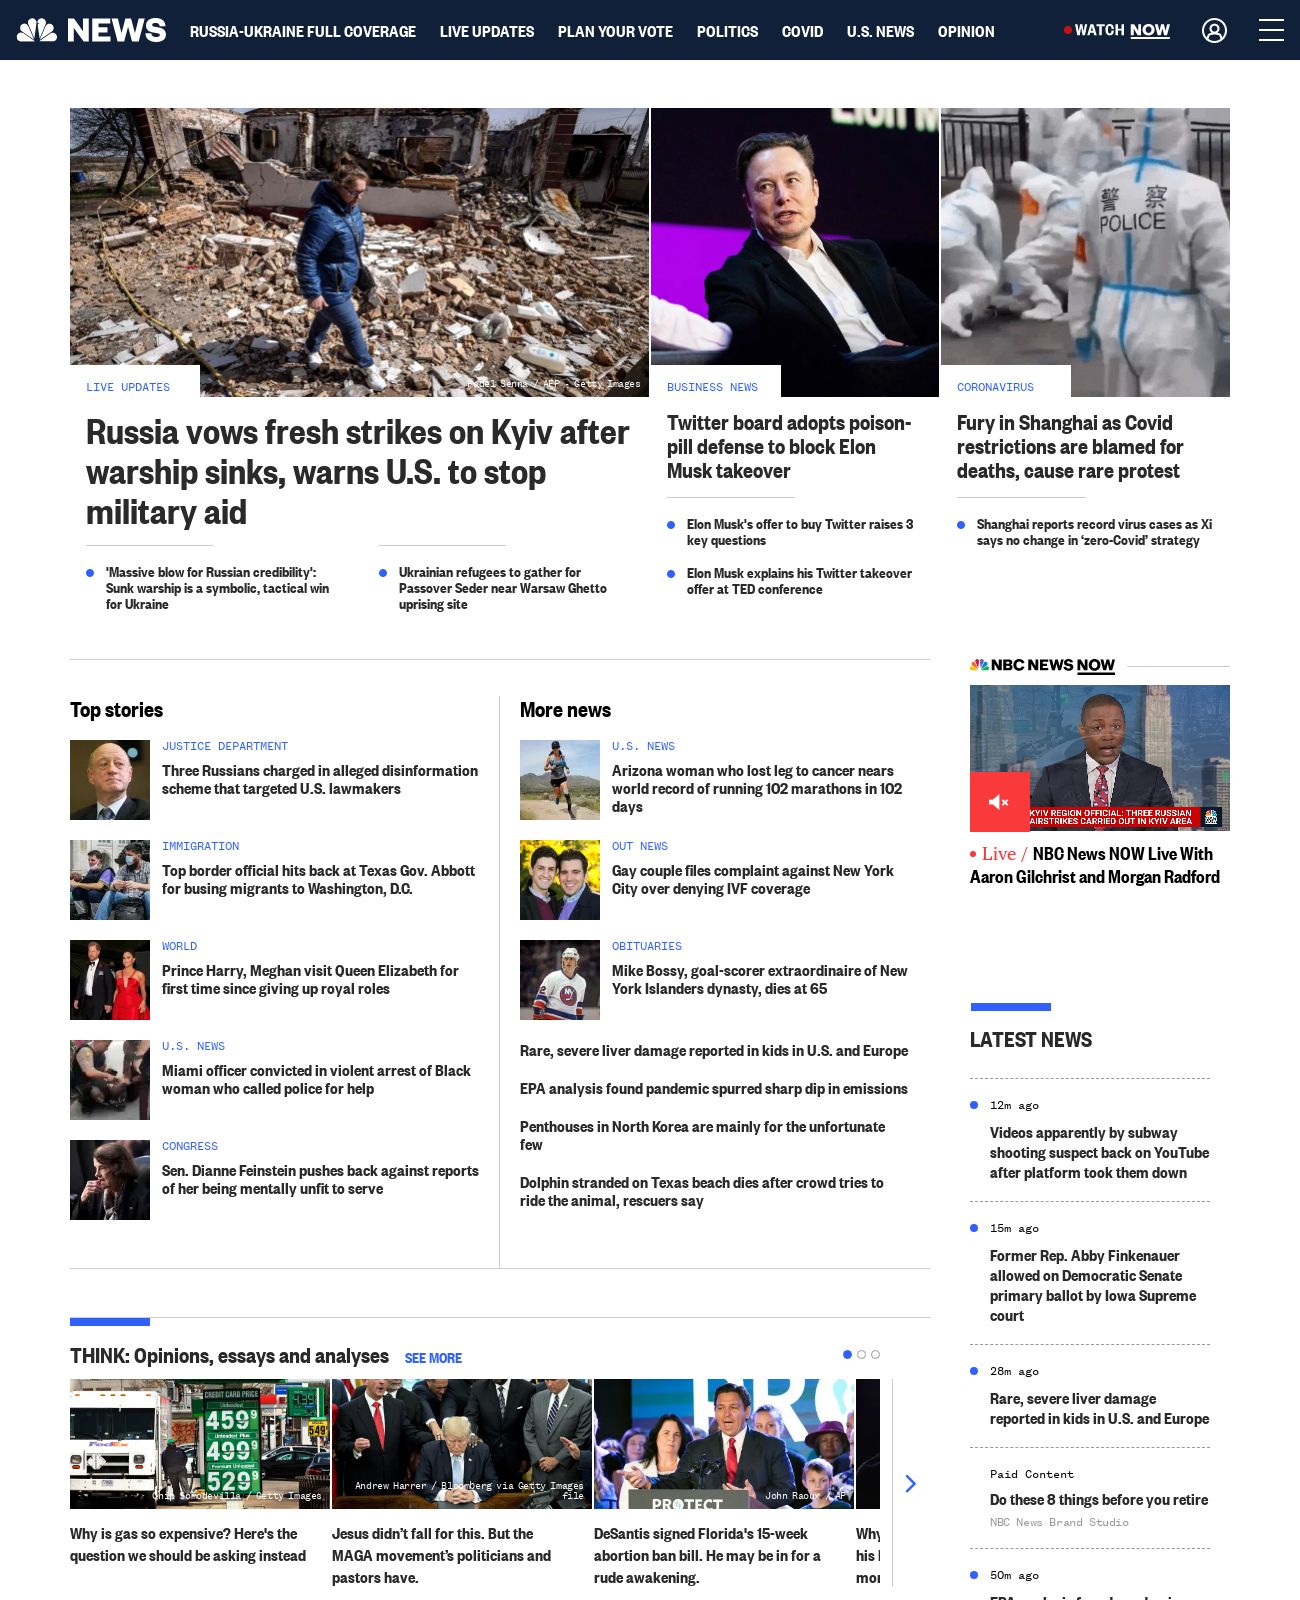 NEWS RUSSIA-UKRAINE FULL COVERAGE LIVE UPDATES PLAN YOUR VOTE POLITICS COVID U.S. NEWS OPINION WATCH NOW
Elon M
警 察
POLICE
LIVE UPDATES
Fadel Senna / AFP - Getty Images
Russia vows fresh strikes on Kyiv after
warship sinks, warns U.S. to stop
military aid
'Massive blow for Russian credibility':
Sunk warship is a symbolic, tactical win
for Ukraine
Ukrainian refugees to gather for
Passover Seder near Warsaw Ghetto
uprising site
BUSINESS NEWS
Twitter board adopts poison-
pill defense to block Elon
Musk takeover
Elon Musk's offer to buy Twitter raises 3
key questions
Elon Musk explains his Twitter takeover
offer at TED conference
CORONAVIRUS
Fury in Shanghai as Covid
restrictions are blamed for
deaths, cause rare protest
Shanghai reports record virus cases as Xi
says no change in ‘zero-Covid’ strategy
Top stories
JUSTICE DEPARTMENT
Three Russians charged in alleged disinformation
scheme that targeted U.S. lawmakers
IMMIGRATION
Top border official hits back at Texas Gov. Abbott
for busing migrants to Washington, D.C.
WORLD
Prince Harry, Meghan visit Queen Elizabeth for
first time since giving up royal roles
U.S. NEWS
Miami officer convicted in violent arrest of Black
woman who called police for help
CONGRESS
Sen. Dianne Feinstein pushes back against reports
of her being mentally unfit to serve
More news
U.S. NEWS
Arizona woman who lost leg to cancer nears
world record of running 102 marathons in 102
days
OUT NEWS
Gay couple files complaint against New York
City over denying IVF coverage
OBITUARIES
Mike Bossy, goal-scorer extraordinaire of New
York Islanders dynasty, dies at 65
Rare, severe liver damage reported in kids in U.S. and Europe
EPA analysis found pandemic spurred sharp dip in emissions
Penthouses in North Korea are mainly for the unfortunate
few
Dolphin stranded on Texas beach dies after crowd tries to
ride the animal, rescuers say
NBC NEWS NOW
KYIV REGION OFFICIAL: THREE RUSSIAN
AIRSTRIKES CARRIED OUT IN KYIV AREA
Live / NBC News NOW Live With
Aaron Gilchrist and Morgan Radford
LATEST NEWS
12m ago
Videos apparently by subway
shooting suspect back on YouTube
after platform took them down
15m ago
Former Rep. Abby Finkenauer
allowed on Democratic Senate
primary ballot by Iowa Supreme
court
28m ago
Rare, severe liver damage
reported in kids in U.S. and Europe
Paid Content
Do these 8 things before you retire
NBC News Brand Studio
50m ago
THINK: Opinions, essays and analyses SEE MORE
CREDIT CARD PRICE
Unleaded
459 9
Unleaded Plus
499 9
Premium Unleaded
529 9
549
FedEx
Chip Somodevilla / Getty Images
Why is gas so expensive? Here's the
question we should be asking instead
Andrew Harrer / Bloomberg via Getty Images
file
Jesus didn’t fall for this. But the
MAGA movement’s politicians and
pastors have.
PRO
PROTECT
John Raoux / AP
DeSantis signed Florida's 15-week
abortion ban bill. He may be in for a
rude awakening.
Why
his
mor